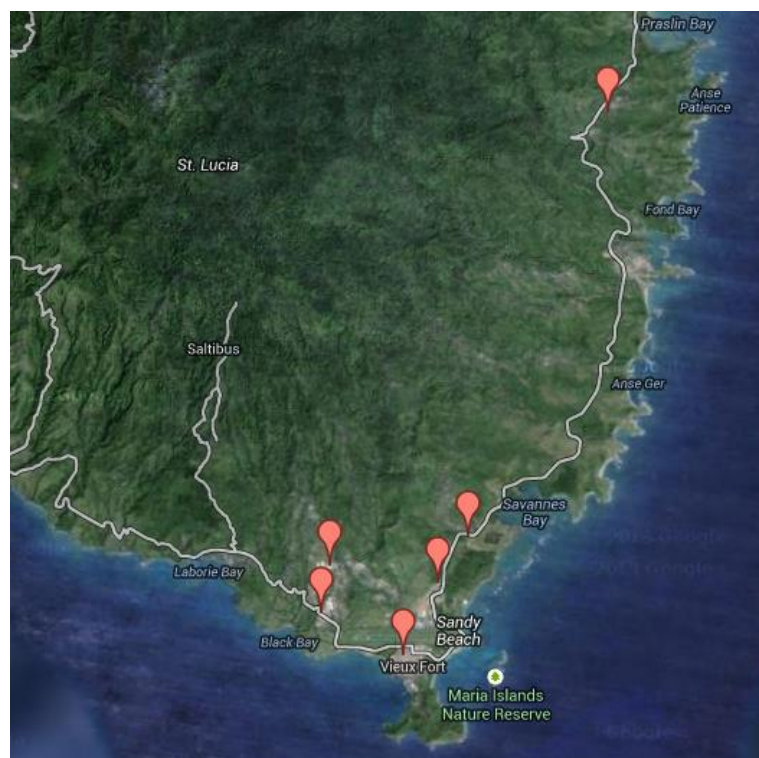 Praslin Bay
Anse
Patience
St. Lucia
Fond Bay
Saltibus
Anse Ger
Savannes
Bay
Laborie Bay
Sandy
Beach
Black Bay
Vieux Fort
Maria Islands
Nature Reserve